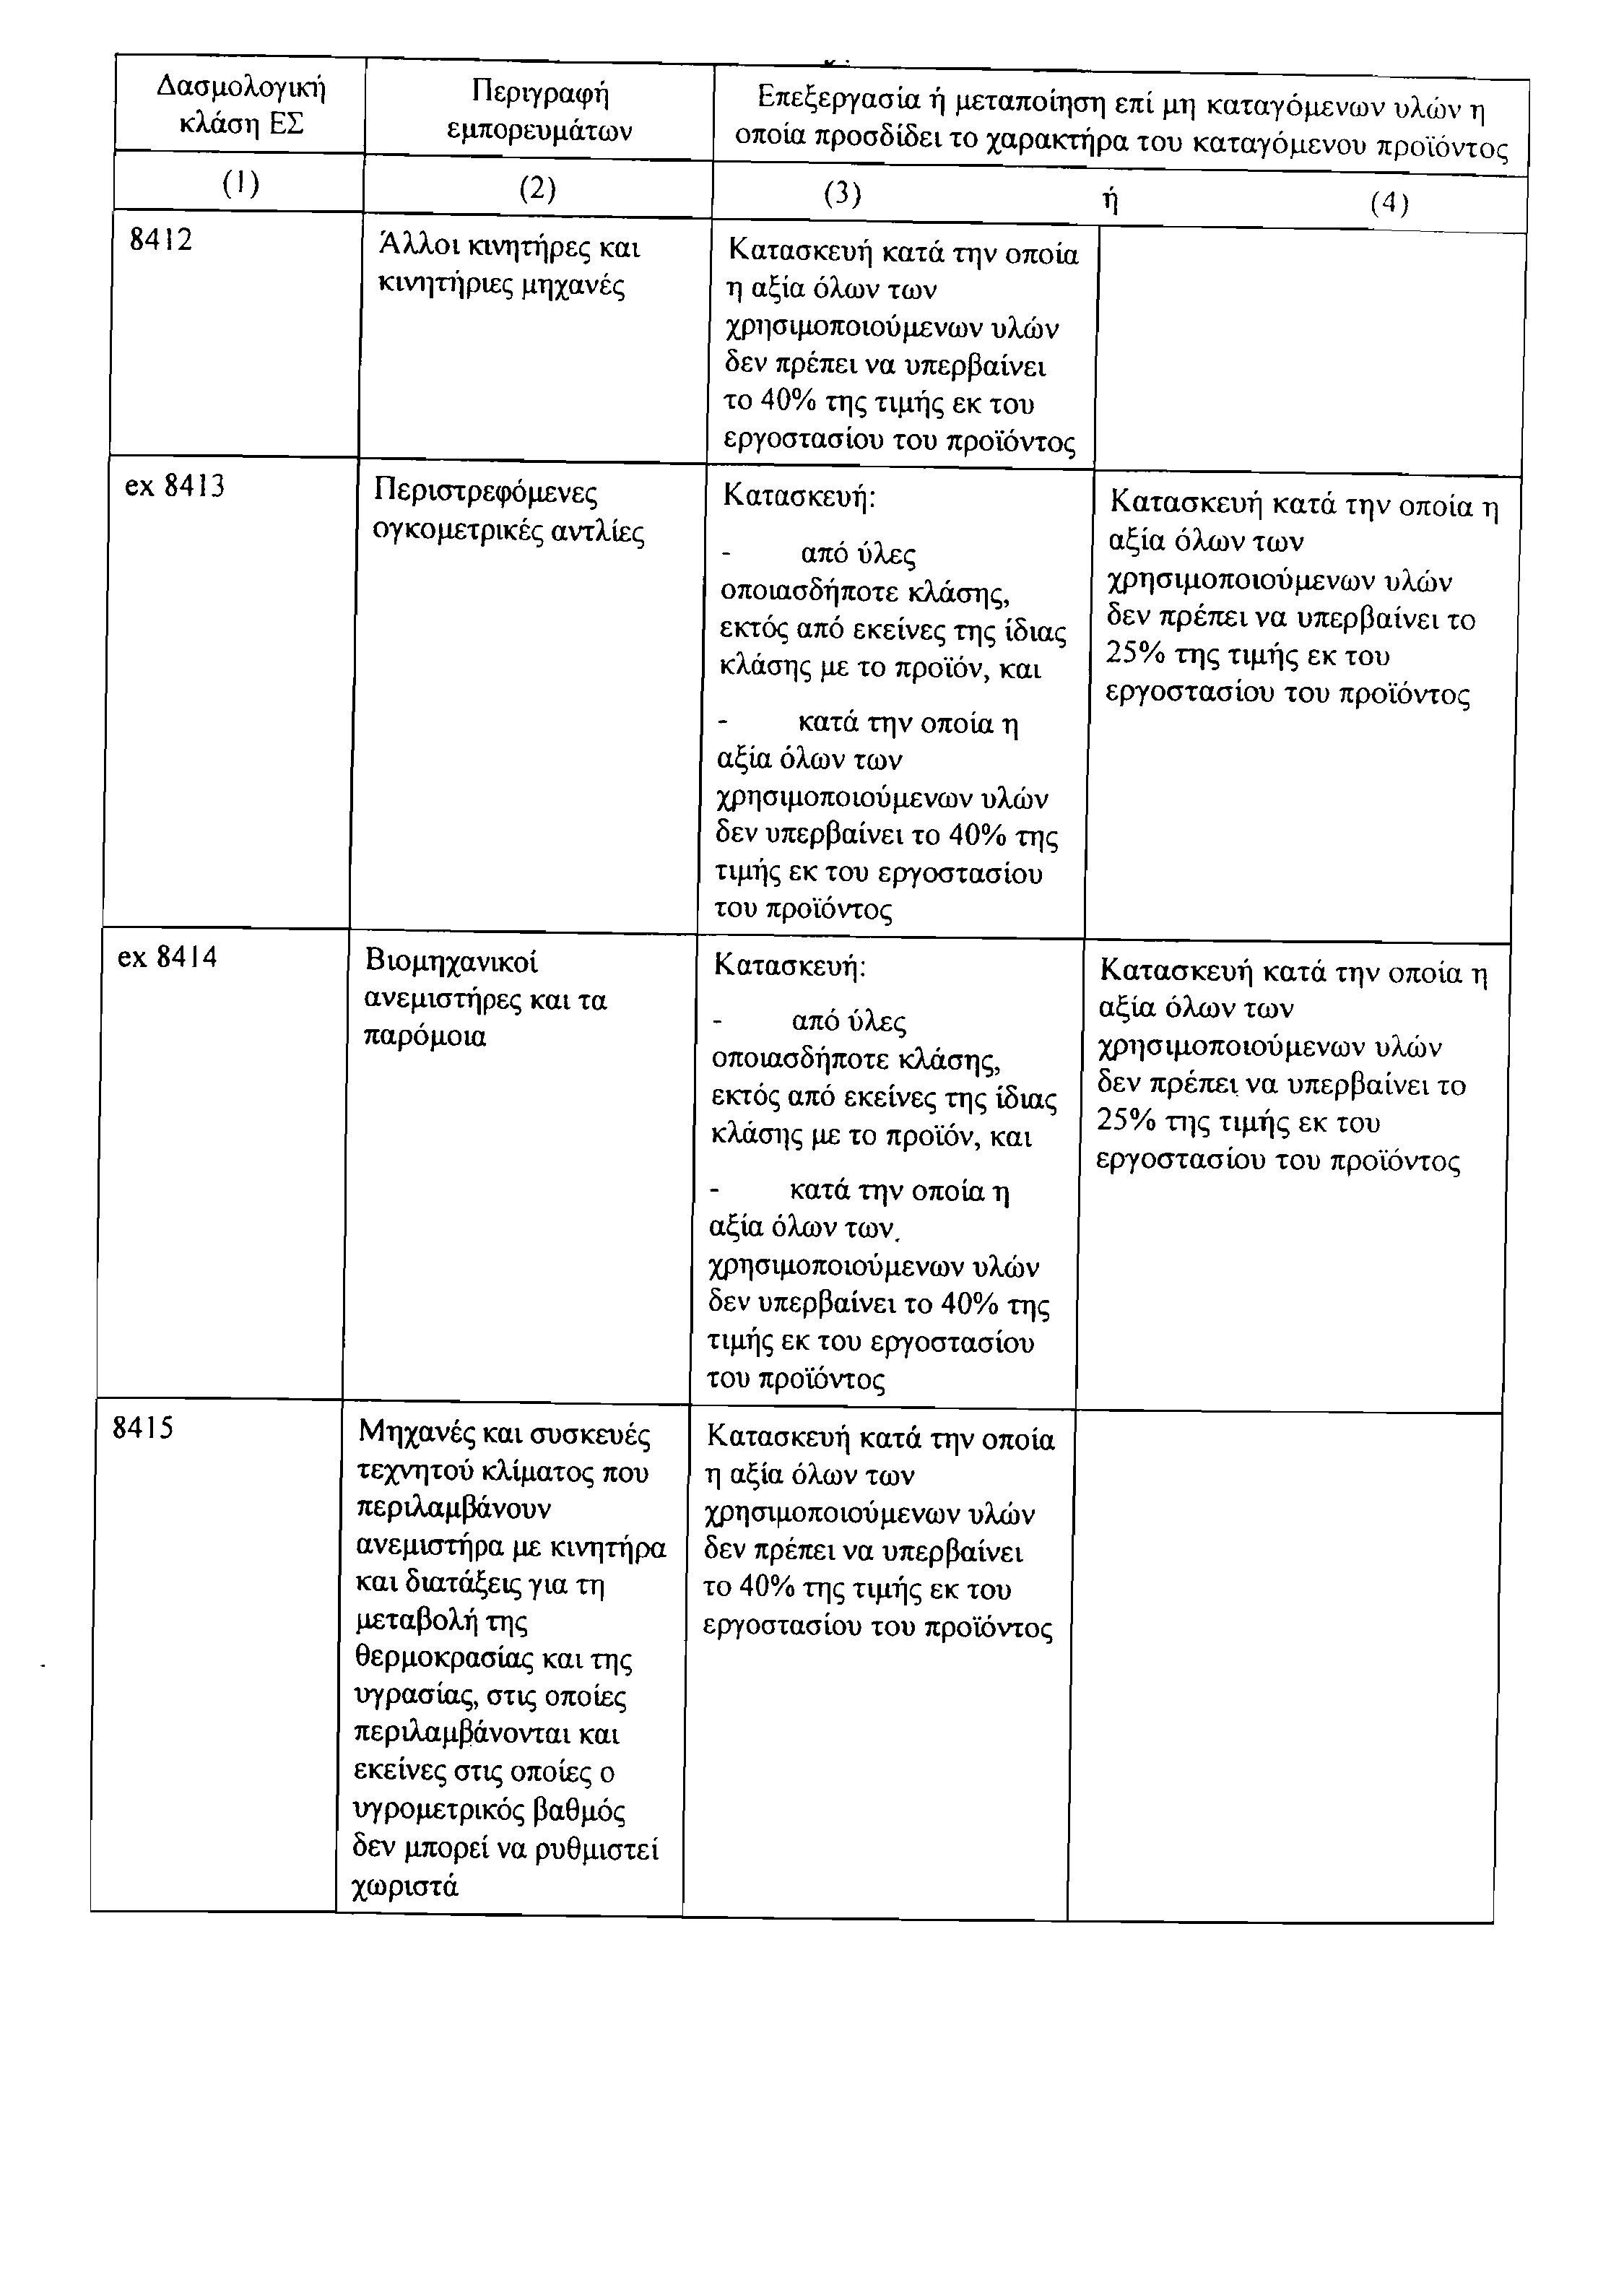 Δασμολογική
κλάση ΕΣ
Περιγραφή
εμπορευμάτων
Επεξεργασία ή μεταποίηση επί μη καταγόμενων υλών η
οποία προσδίδει το χαρακτήρα του καταγόμενου προϊόντος
(1)
(2)
(3) ή (4)
8412
Άλλοι κινητήρες και
κινητήριες μηχανές
Κατασκευή κατά την οποία
η αξία όλων των
χρησιμοποιούμενων υλών
δεν πρέπει να υπερβαίνει
το 40% της τιμής εκ του
εργοστασίου του προϊόντος
ex 8413
Περιστρεφόμενες
ογκομετρικές αντλίες
Κατασκευή:
- από ύλες
οποιασδήποτε κλάσης,
εκτός από εκείνες της ίδιας
κλάσης με το προϊόν, και
- κατά την οποία η
αξία όλων των
χρησιμοποιούμενων υλών
δεν υπερβαίνει το 40% της
τιμής εκ του εργοστασίου
του προϊόντος
Κατασκευή κατά την οποία η
αξία όλων των
χρησιμοποιούμενων υλών
δεν πρέπει να υπερβαίνει το
25% της τιμής εκ του
εργοστασίου του προϊόντος
ex 8414
Βιομηχανικοί
ανεμιστήρες και τα
παρόμοια
Κατασκευή:
- από ύλες
οποιασδήποτε κλάσης,
εκτός από εκείνες της ίδιας
κλάσης με το προϊόν, και
- κατά την οποία η
αξία όλων των
χρησιμοποιούμενων υλών
δεν υπερβαίνει το 40% της
τιμής εκ του εργοστασίου
του προϊόντος
Κατασκευή κατά την οποία η
αξία όλων των
χρησιμοποιούμενων υλών
δεν πρέπει να υπερβαίνει το
25% της τιμής εκ του
εργοστασίου του προϊόντος
8415
Μηχανές και συσκευές
τεχνητού κλίματος που
περιλαμβάνουν
ανεμιστήρα με κινητήρα
και διατάξεις για τη
μεταβολή της
θερμοκρασίας και της
υγρασίας, στις οποίες
περιλαμβάνονται και
εκείνες στις οποίες ο
υγρομετρικός βαθμός
δεν μπορεί να ρυθμιστεί
χωριστά
Κατασκευή κατά την οποία
η αξία όλων των
χρησιμοποιούμενων υλών
δεν πρέπει να υπερβαίνει
το 40% της τιμής εκ του
εργοστασίου του προϊόντος